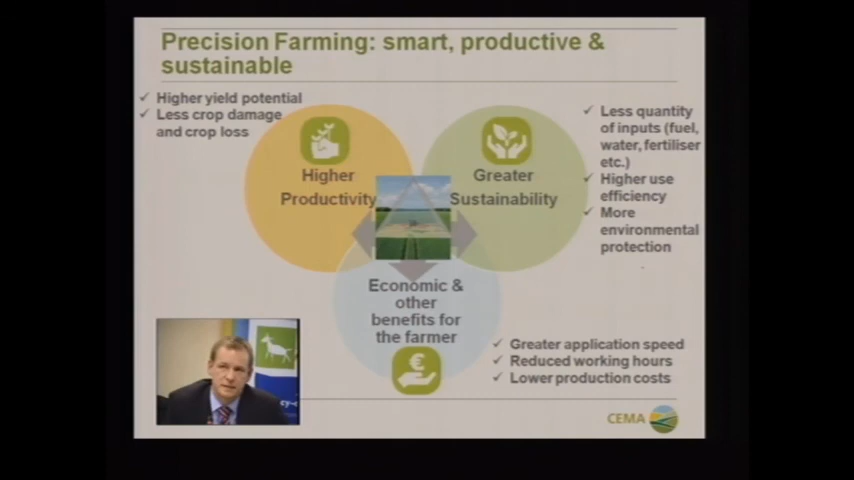 Precision Farming: smart, productive &
sustainable
✓ Higher yield potential
✓ Less crop damage
and crop loss
Higher
Productivity
Greater
Sustainability
✓ Less quantity
of inputs (fuel,
water, fertiliser
etc.)
✓ Higher use
efficiency
✓ More
environmental
protection
Economic &
other
benefits for
the farmer
€
✓ Greater application speed
✓ Reduced working hours
✓ Lower production costs
CEMA